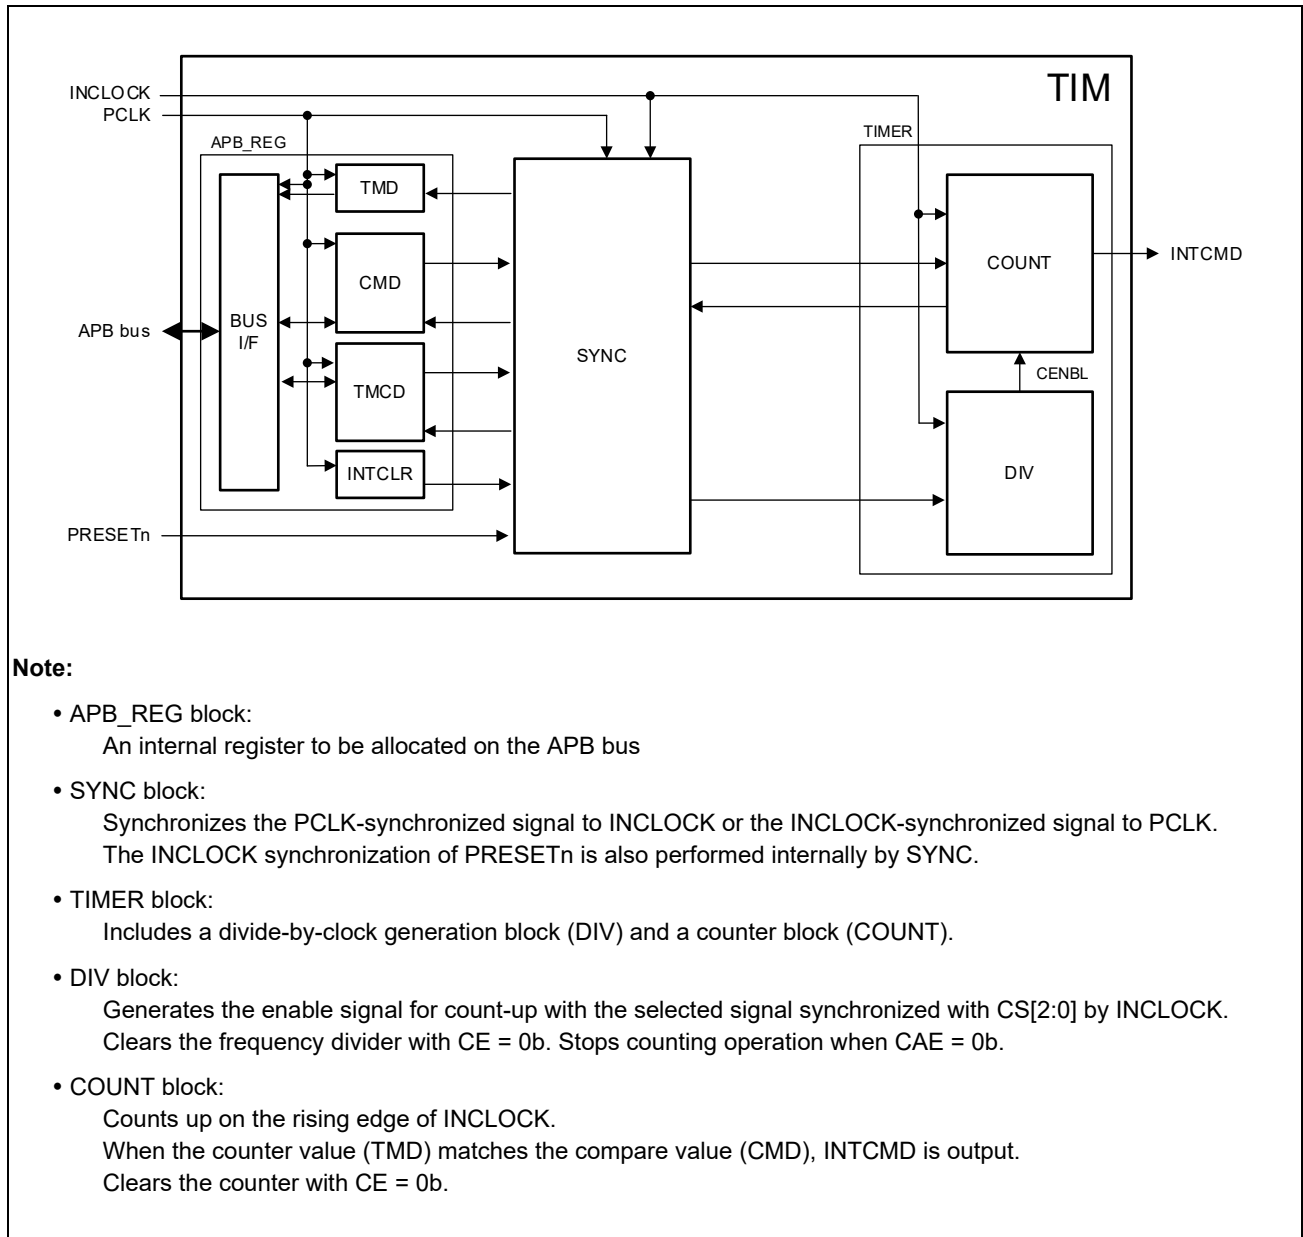 TIM
INCLOCK
PCLK
TIMER
APB_REG
TMD
CMD
COUNT
INTCMD
BUS
I/F
APB bus
SYNC
CENBL
TMCD
INTCLR
DIV
PRESETn
Note:
• APB_REG block:
An internal register to be allocated on the APB bus
• SYNC block:
Synchronizes the PCLK-synchronized signal to INCLOCK or the INCLOCK-synchronized signal to PCLK.
The INCLOCK synchronization of PRESETn is also performed internally by SYNC.
• TIMER block:
Includes a divide-by-clock generation block (DIV) and a counter block (COUNT).
• DIV block:
Generates the enable signal for count-up with the selected signal synchronized with CS[2:0] by INCLOCK.
Clears the frequency divider with CE = 0b. Stops counting operation when CAE = 0b.
• COUNT block:
Counts up on the rising edge of INCLOCK.
When the counter value (TMD) matches the compare value (CMD), INTCMD is output.
Clears the counter with CE = 0b.